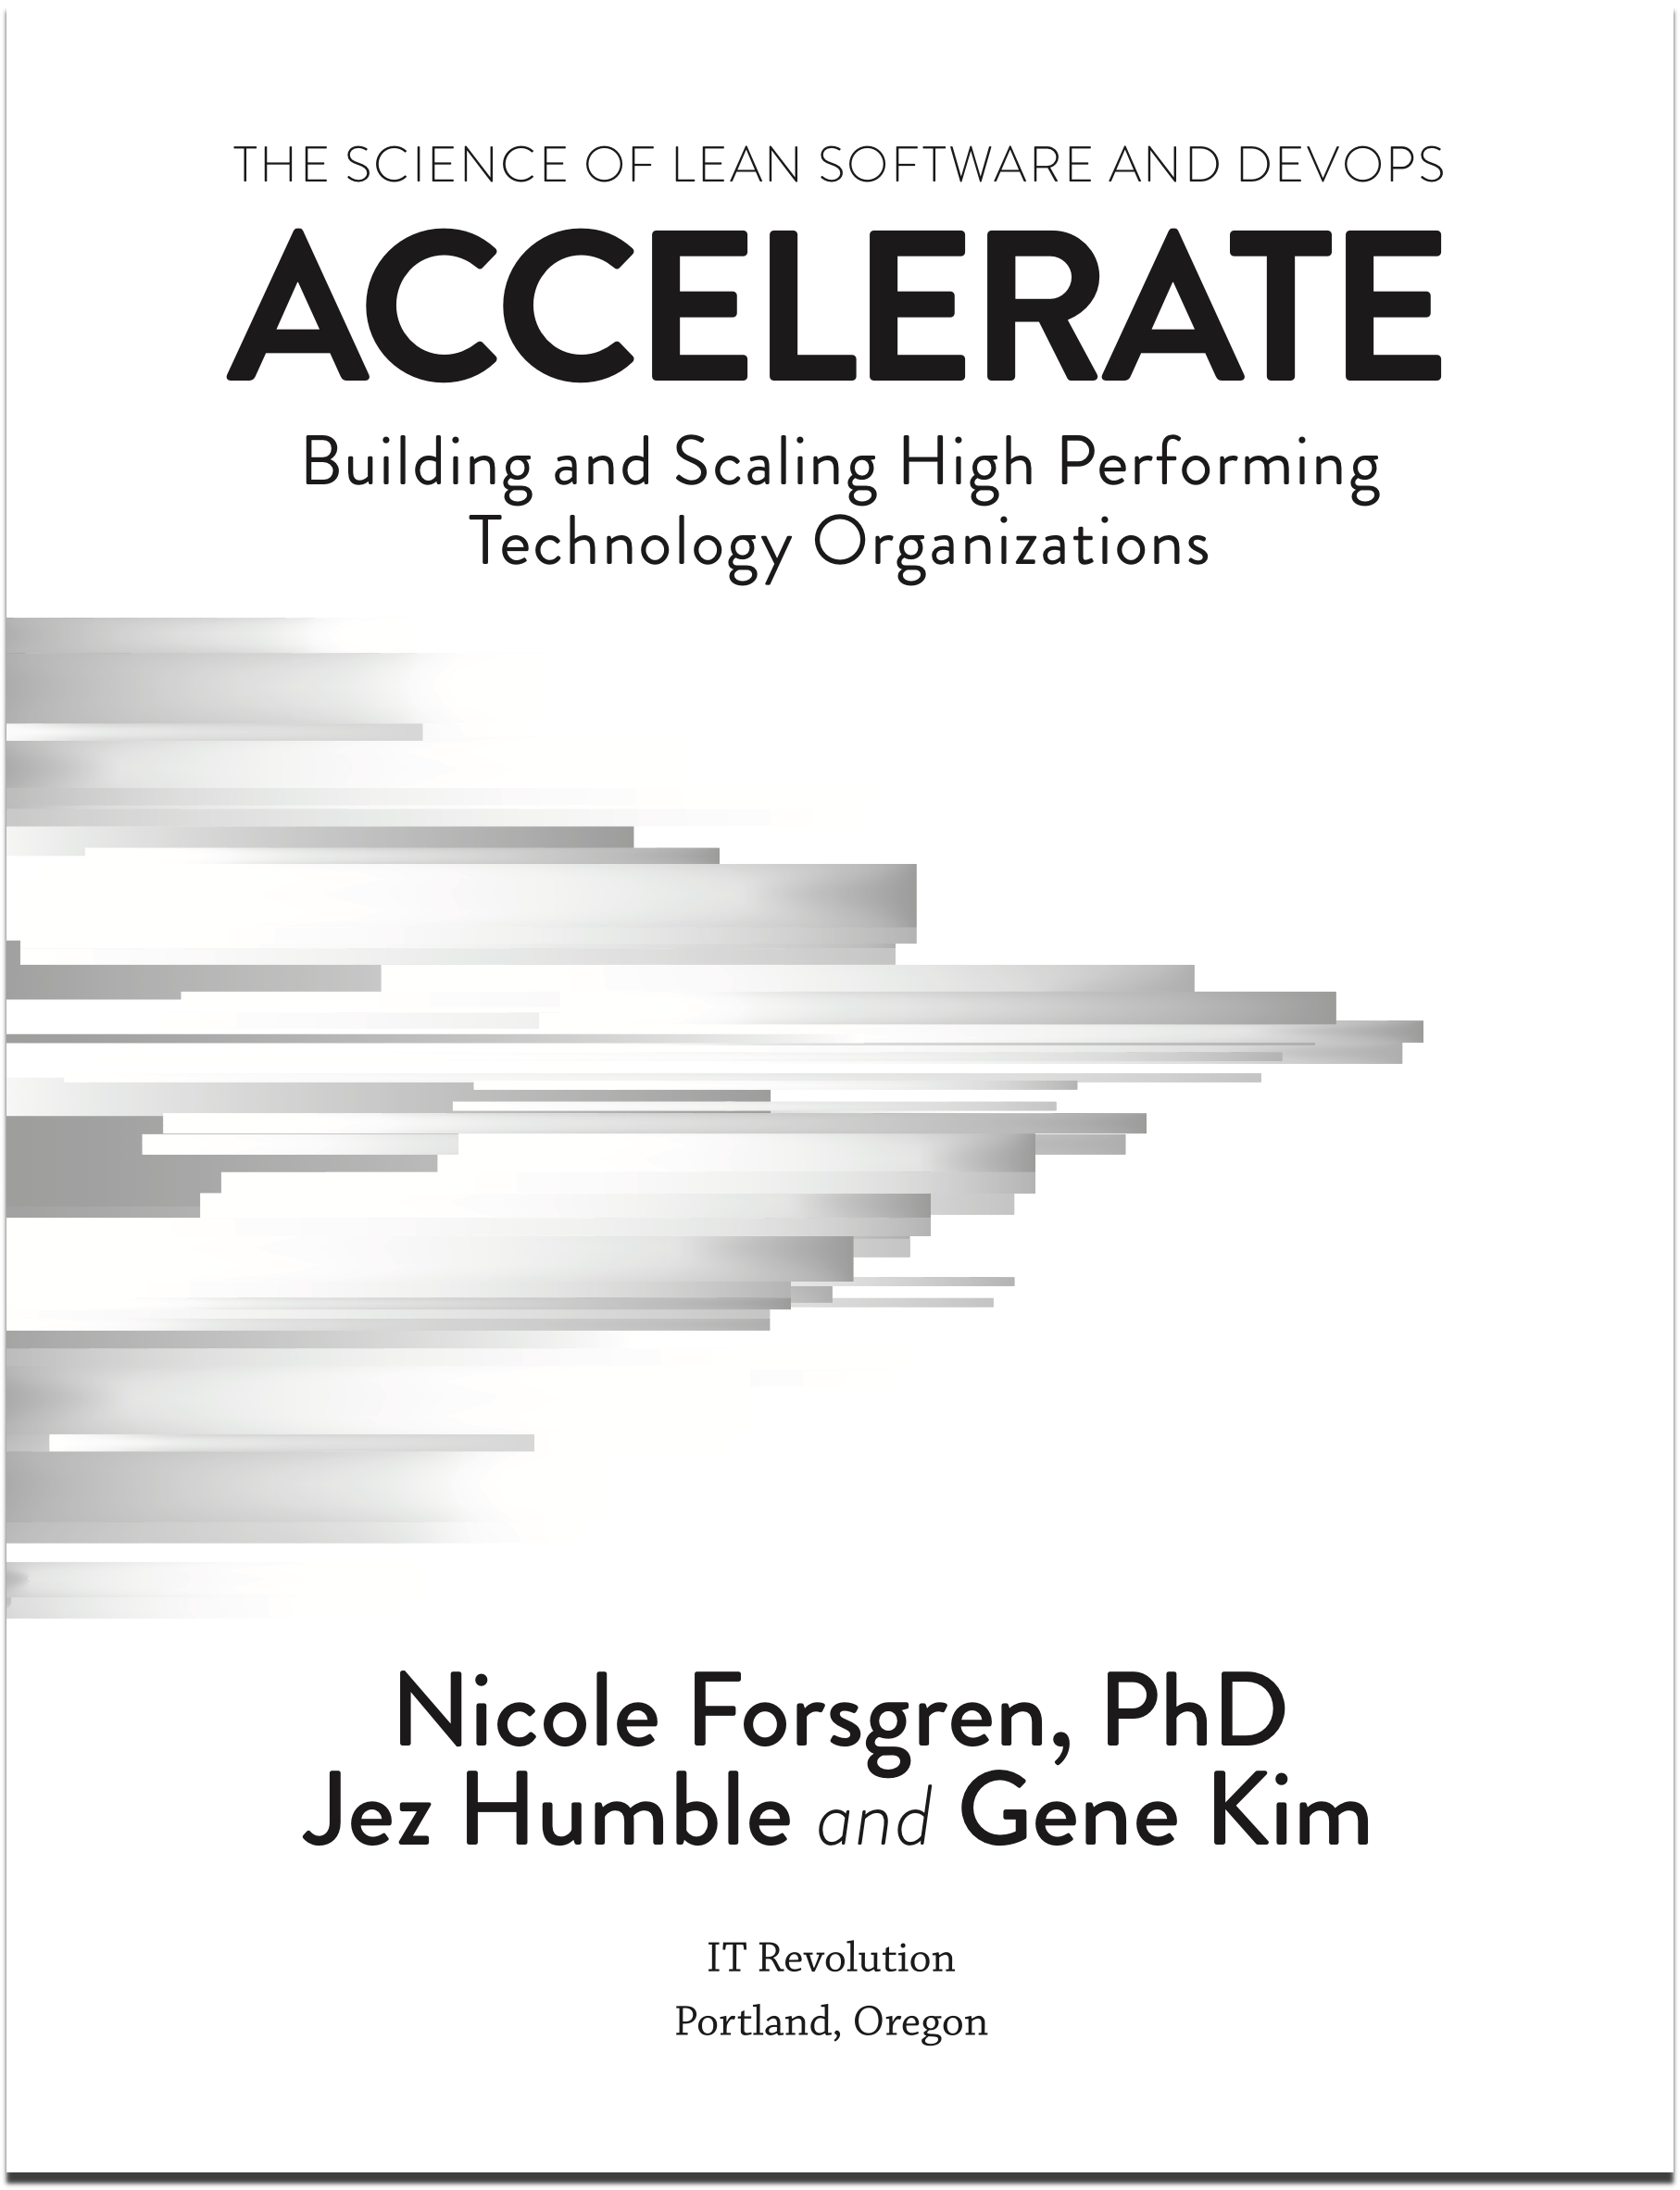 THE SCIENCE OF LEAN SOFTWARE AND DEVOPS
ACCELERATE
Building and Scaling High Performing
Technology Organizations
Nicole Forsgren, PhD
Jez Humble and Gene Kim
IT Revolution
Portland, Oregon